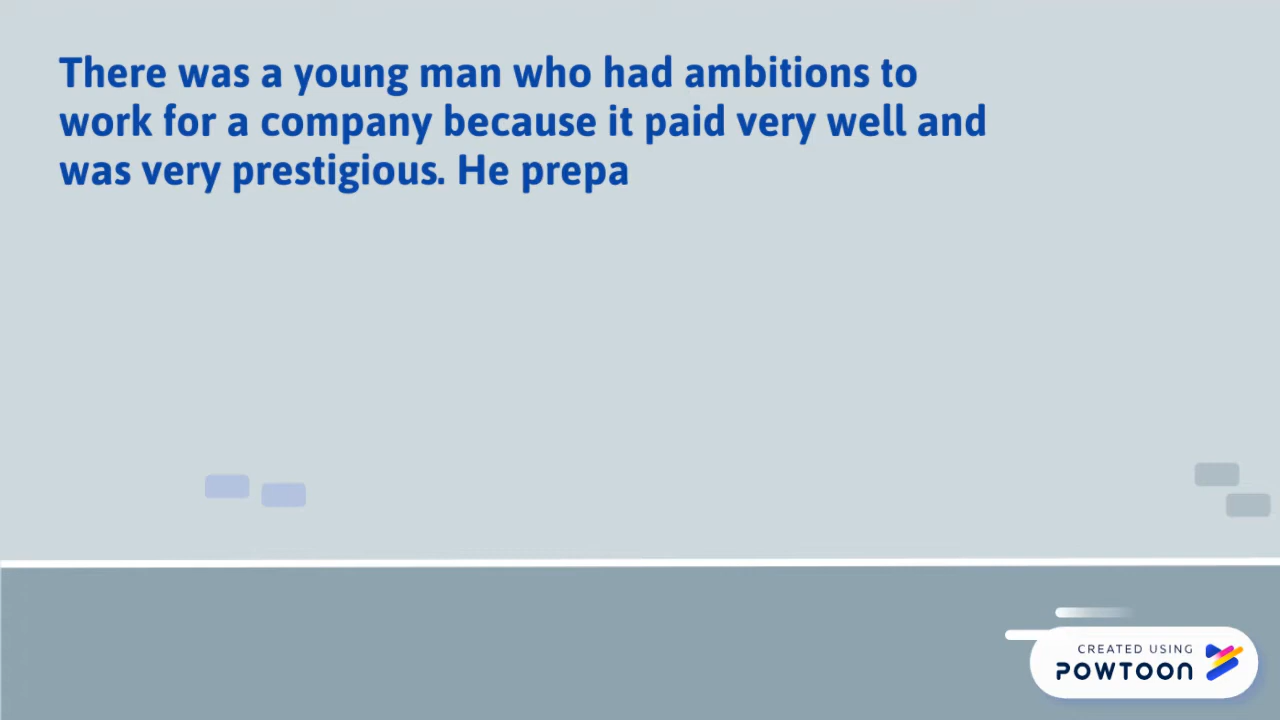 There was a young man who had ambitions to
work for a company because it paid very well and
was very prestigious. He prepa
CREATED USING
POWTOON